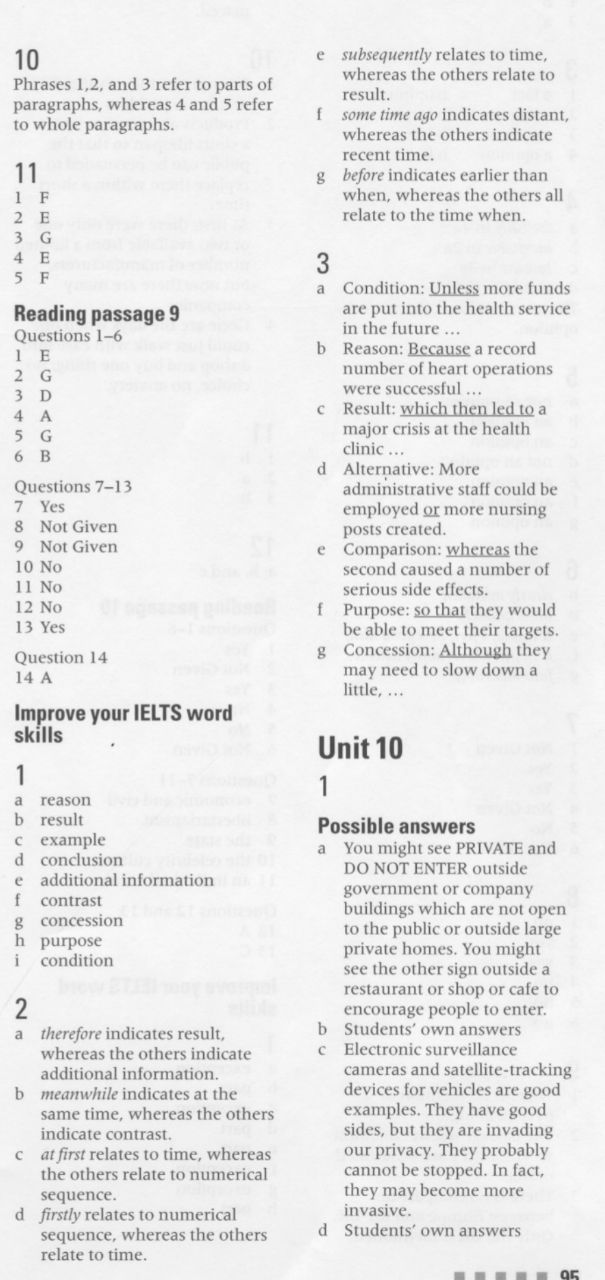 10
Phrases 1,2, and 3 refer to parts of
paragraphs, whereas 4 and 5 refer
to whole paragraphs.
11
1 F
2 E
3 G
4 E
5 F
Reading passage 9
Questions 1–6
1 E
2 G
3 D
4 A
5 G
6 B
Questions 7–13
7 Yes
8 Not Given
9 Not Given
10 No
11 No
12 No
13 Yes
Question 14
14 A
Improve your IELTS word
skills
1
a reason
b result
c example
d conclusion
e additional information
f contrast
g concession
h purpose
i condition
2
a therefore indicates result,
whereas the others indicate
additional information.
b meanwhile indicates at the
same time, whereas the others
indicate contrast.
c at first relates to time, whereas
the others relate to numerical
sequence.
d firstly relates to numerical
sequence, whereas the others
relate to time.
e subsequently relates to time,
whereas the others relate to
result.
f some time ago indicates distant,
whereas the others indicate
recent time.
g before indicates earlier than
when, whereas the others all
relate to the time when.
3
a Condition: Unless more funds
are put into the health service
in the future ...
b Reason: Because a record
number of heart operations
were successful ...
c Result: which then led to a
major crisis at the health
clinic ...
d Alternative: More
administrative staff could be
employed or more nursing
posts created.
e Comparison: whereas the
second caused a number of
serious side effects.
f Purpose: so that they would
be able to meet their targets.
g Concession: Although they
may need to slow down a
little, ...
Unit 10
1
Possible answers
a You might see PRIVATE and
DO NOT ENTER outside
government or company
buildings which are not open
to the public or outside large
private homes. You might
see the other sign outside a
restaurant or shop or cafe to
encourage people to enter.
b Students' own answers
c Electronic surveillance
cameras and satellite-tracking
devices for vehicles are good
examples. They have good
sides, but they are invading
our privacy. They probably
cannot be stopped. In fact,
they may become more
invasive.
d Students' own answers
95